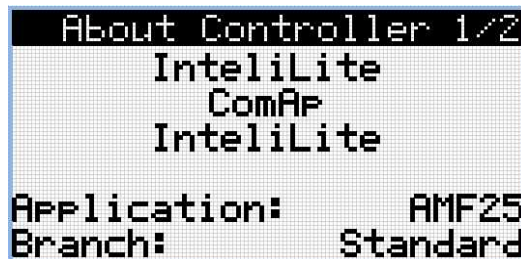 About Controller 1/2
InteliLite
ComAp
InteliLite
Application: AMF25
Branch: Standard